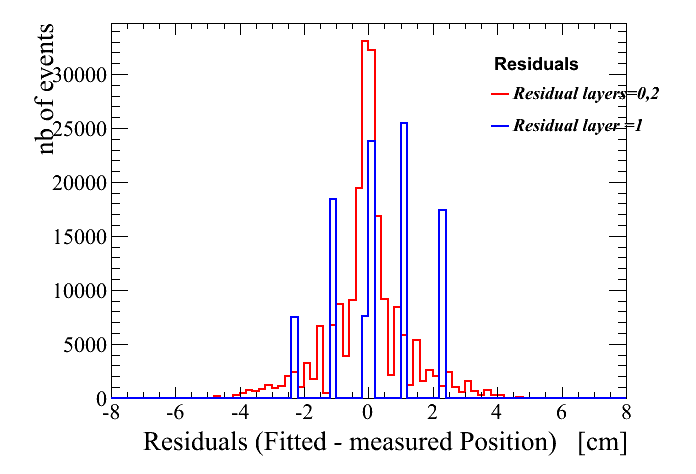 nb of events
30000
25000
20000
15000
10000
5000
0
Residuals
Residual layers=0,2
Residual layer =1
-8 -6 -4 -2 0 2 4 6 8
Residuals (Fitted - measured Position) [cm]